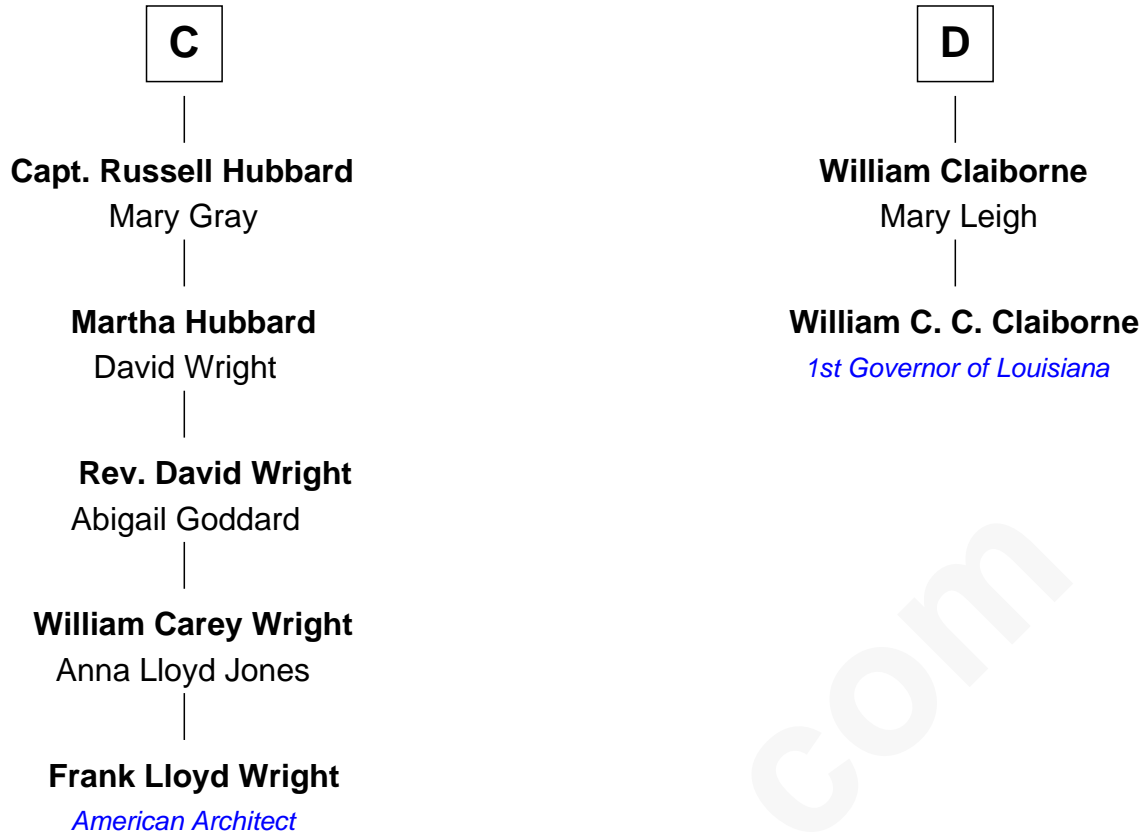 C
Capt. Russell Hubbard
Mary Gray
Martha Hubbard
David Wright
Rev. David Wright
Abigail Goddard
William Carey Wright
Anna Lloyd Jones
Frank Lloyd Wright
American Architect
D
William Claiborne
Mary Leigh
William C. C. Claiborne
1st Governor of Louisiana
com